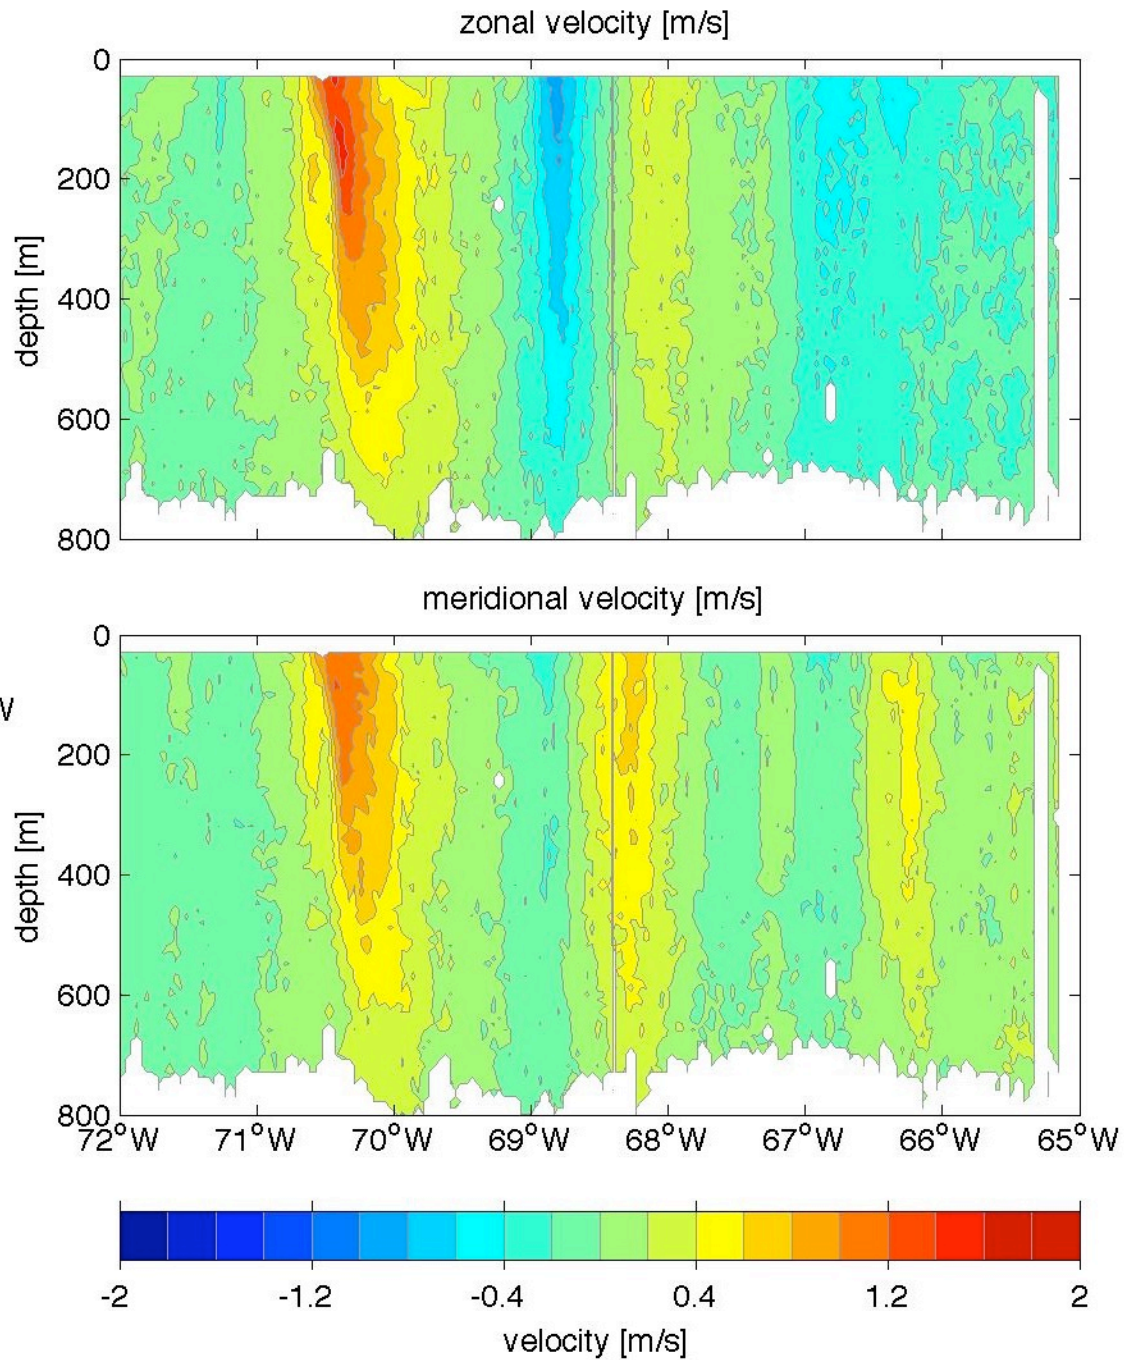 zonal velocity [m/s]
0
200
400
600
800
depth [m]
meridional velocity [m/s]
W
0
200
400
600
800
depth [m]
72°W 71°W 70°W 69°W 68°W 67°W 66°W 65°W
-2 -1.2 -0.4 0.4 1.2 2
velocity [m/s]